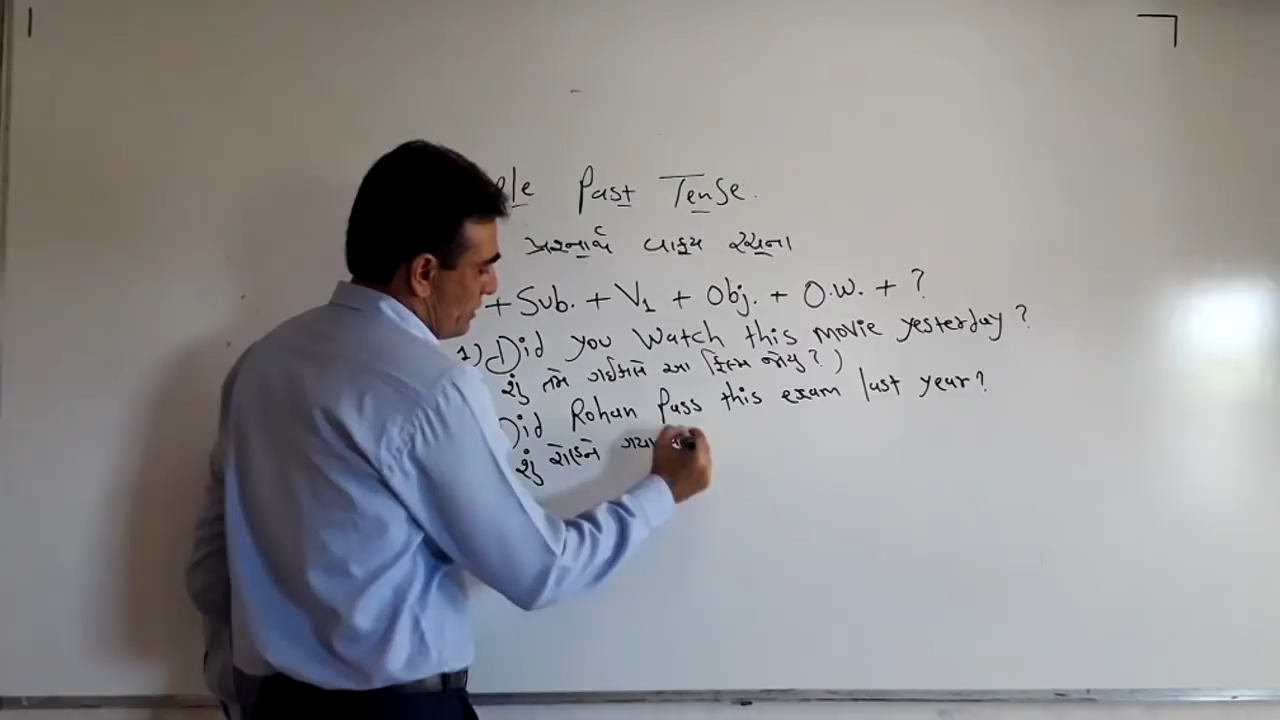 Past Tense.
પ્રશ્નાર્થ વાક્ય રચના
+ Sub. + V1 + Obj. + O.W. + ?
1) Did you Watch this movie yesterday ?
શું તમે ગઈકાલે આ ફિલ્મ જોયુ ? )
Did Rohan Pass this exam last year ?
શું રોહને ગયા